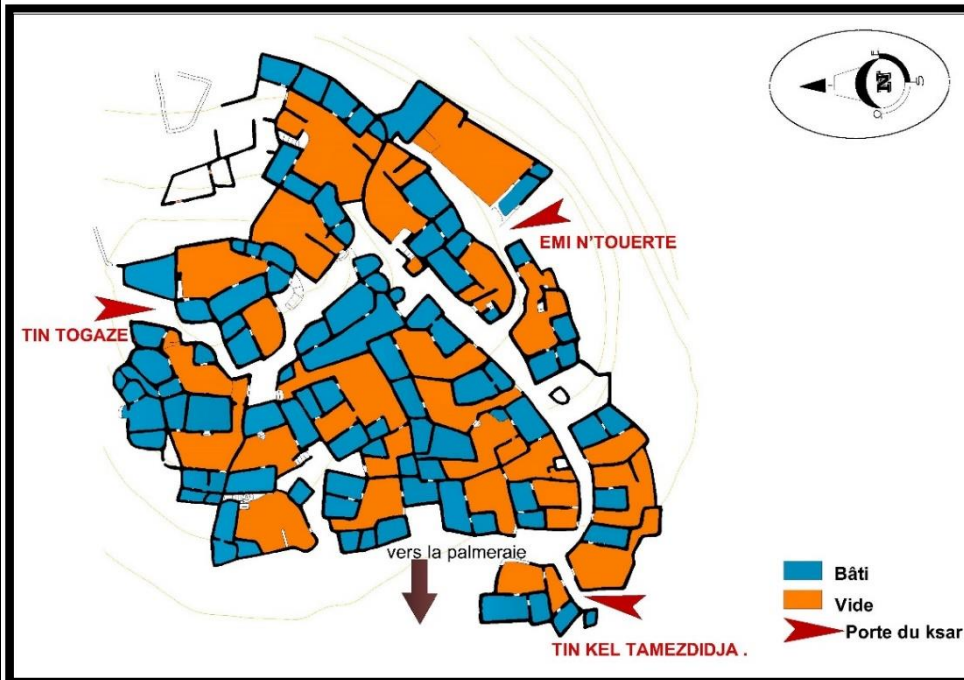 N
E
S
O
EMI N'TOUERTE
TIN TOGAZE
vers la palmeraie
Bâti
Vide
Porte du ksar
TIN KEL TAMEZDIDJA .